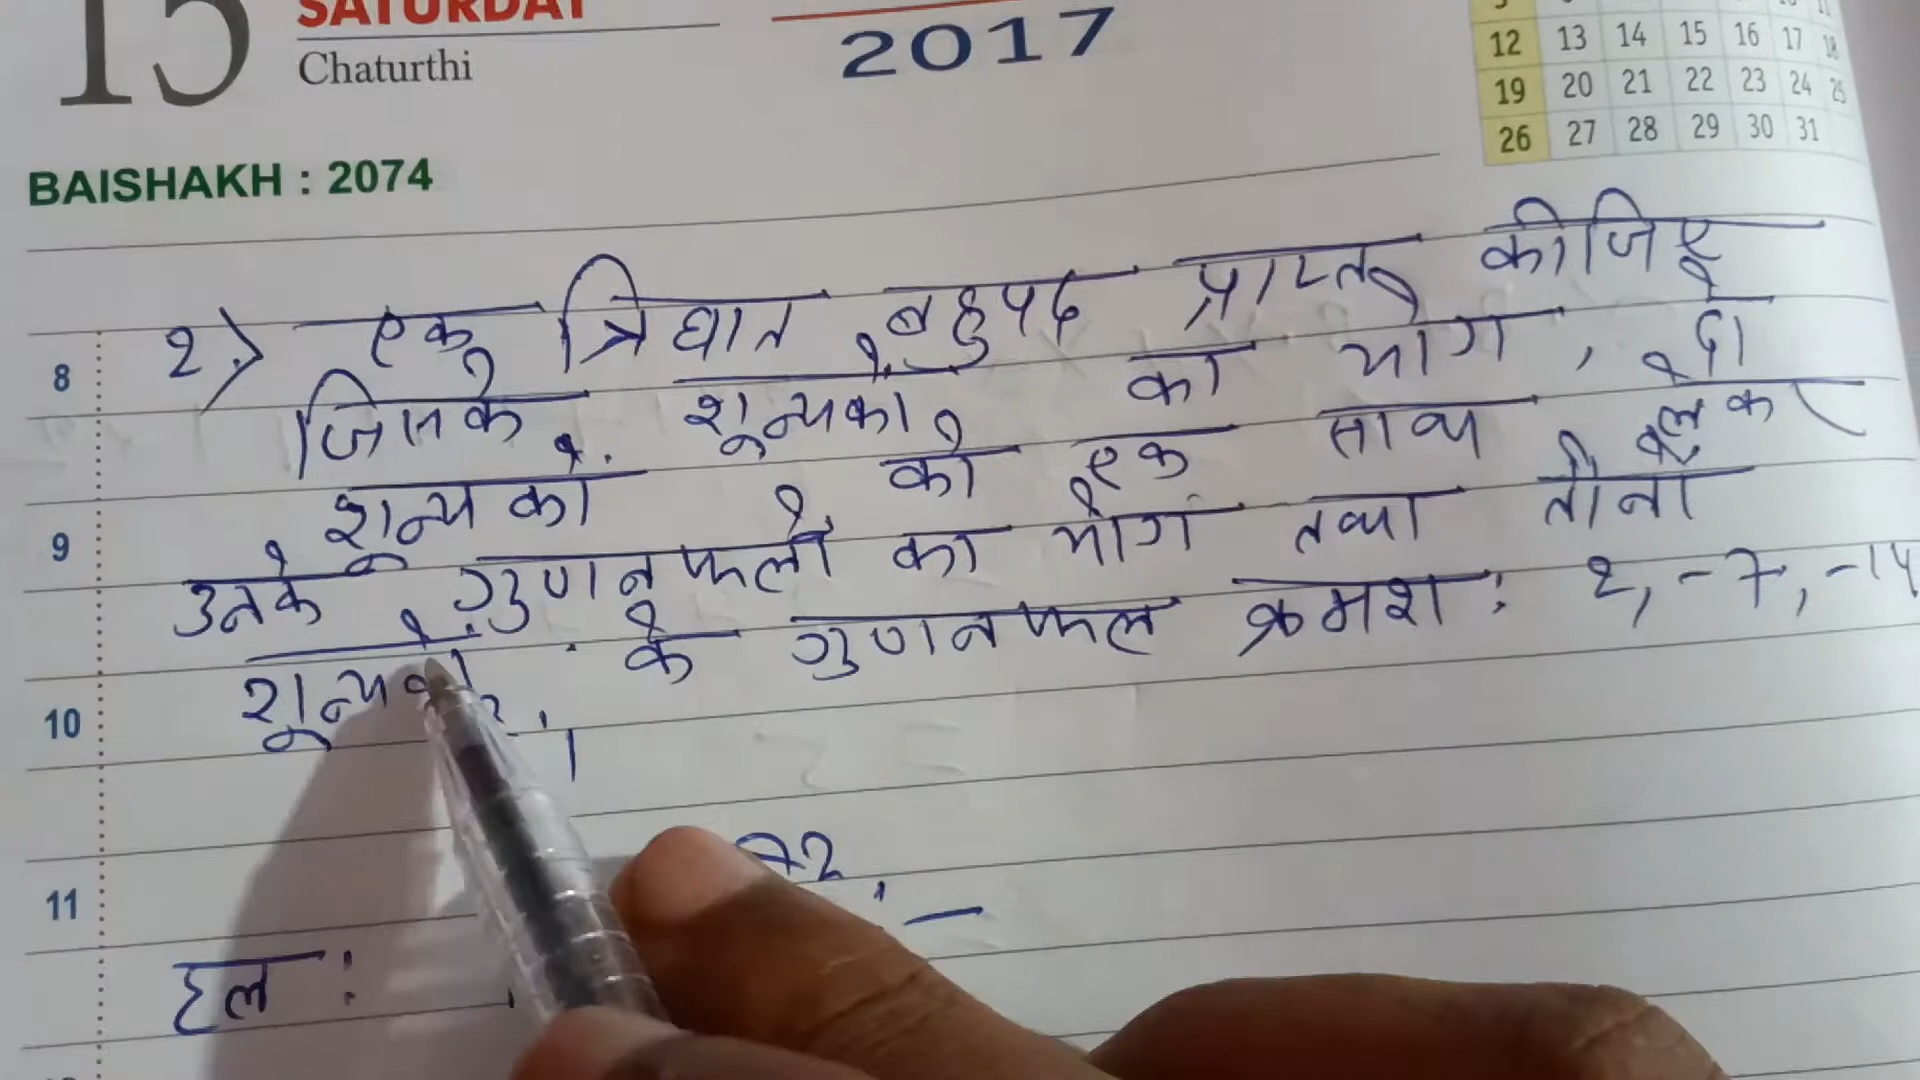 15 SATURDAY
Chaturthi
2017
12 13 14 15 16 17 18
19 20 21 22 23 24 25
26 27 28 29 30 31
BAISHAKH : 2074
2.> एक त्रिघात बहुपद प्राप्त कीजिए
8 जिसके शून्यकों का योग, दो
शून्यकों को एक साथ लेकर
9 उनके गुणनफलों का योग तथा तीनों
शून्यकों के गुणनफल क्रमशः 2, -7, -14
10
11
हल :